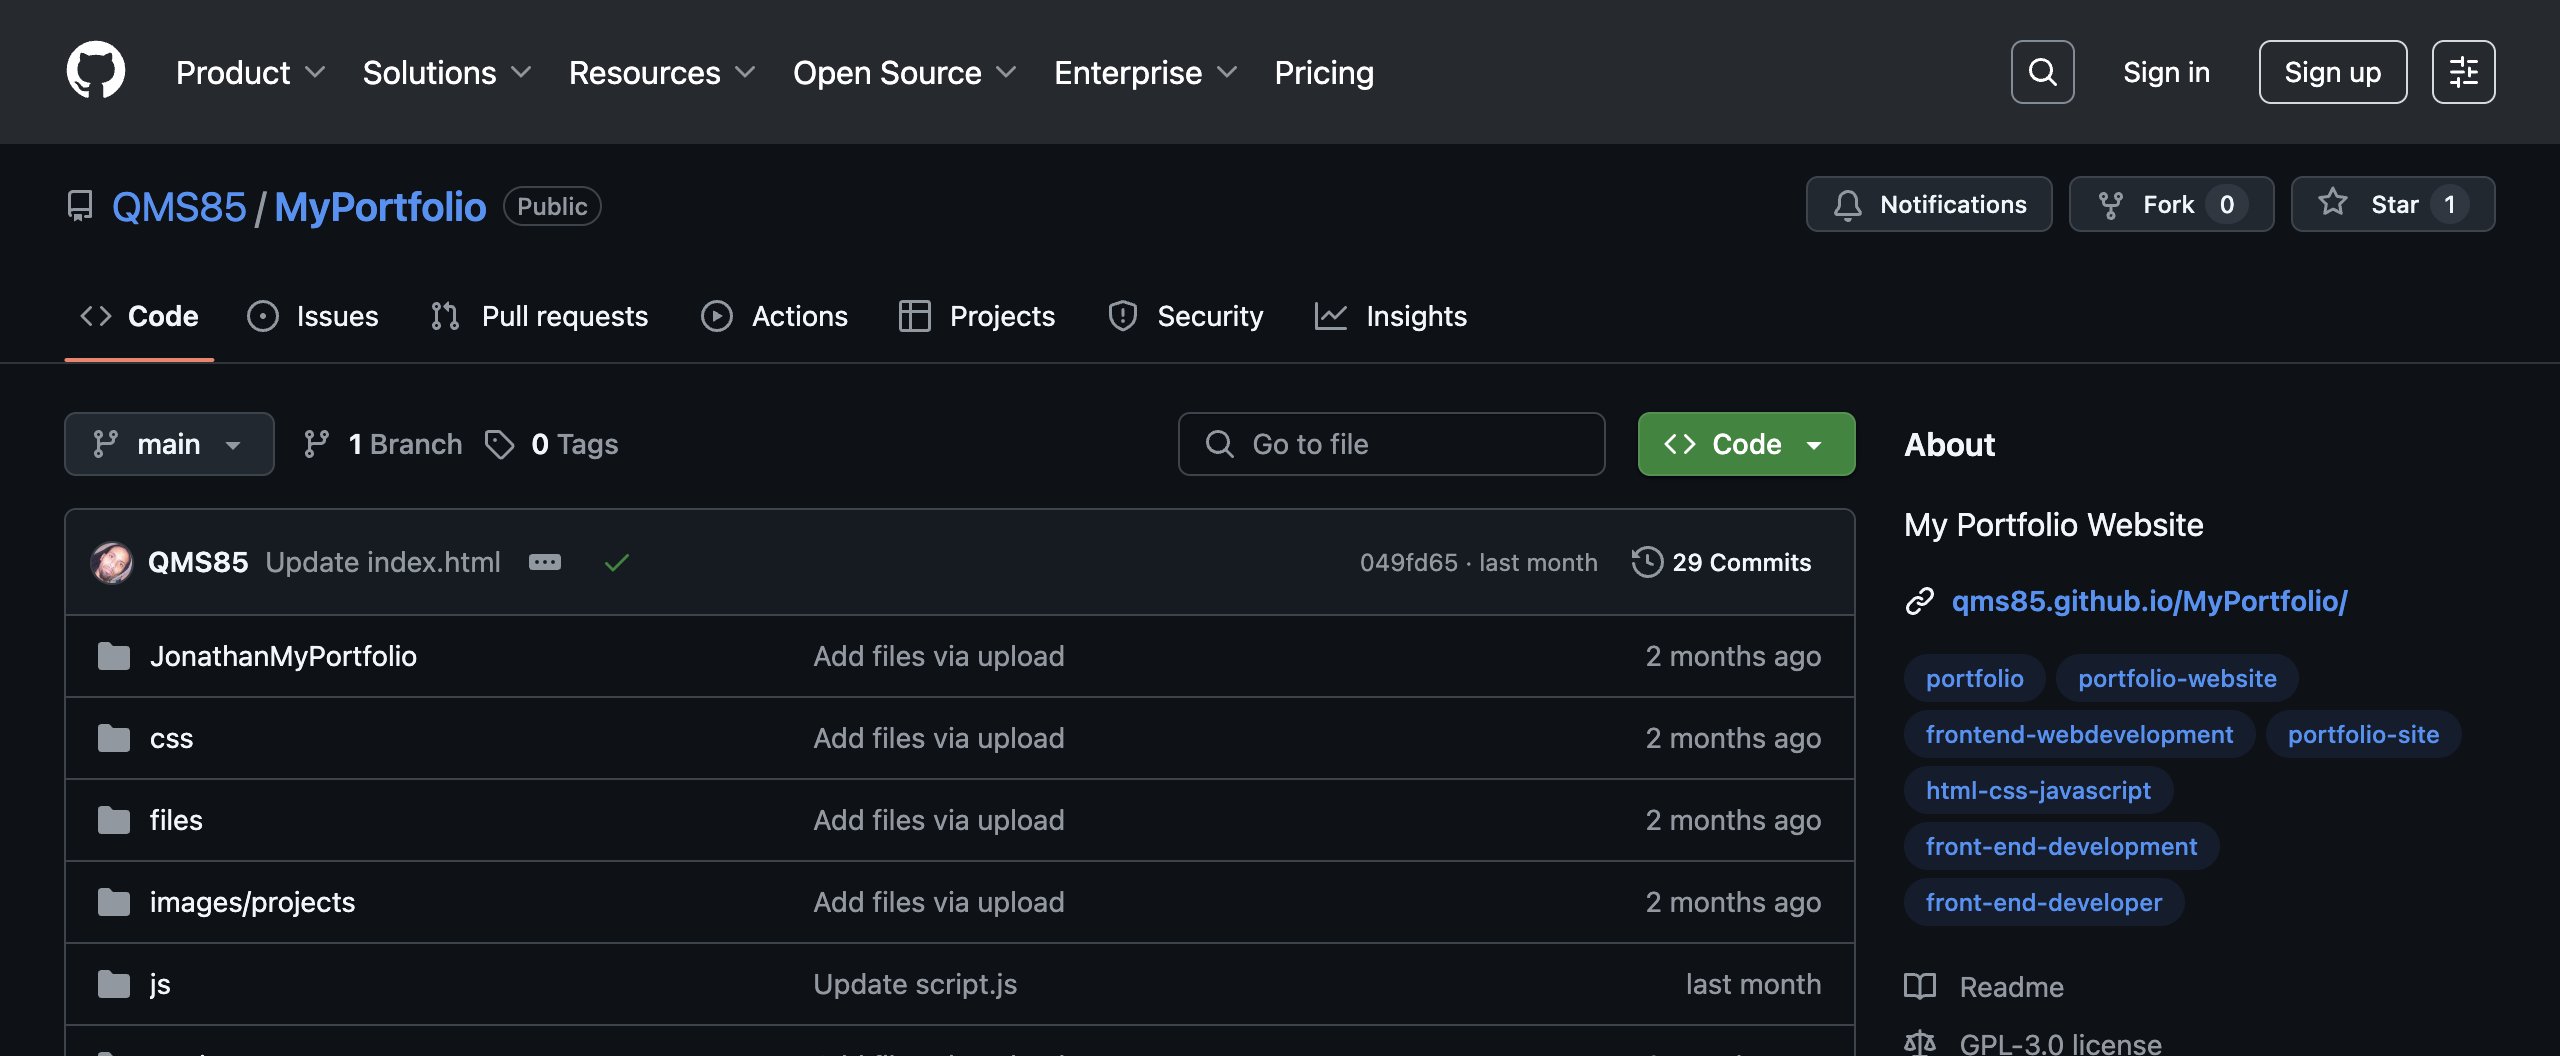 Product Solutions Resources Open Source Enterprise Pricing Sign in Sign up
QMS85 / MyPortfolio Public Notifications Fork 0 Star 1
Code Issues Pull requests Actions Projects Security Insights
main 1 Branch 0 Tags Go to file Code
QMS85 Update index.html 049fd65 · last month 29 Commits
JonathanMyPortfolio Add files via upload 2 months ago
css Add files via upload 2 months ago
files Add files via upload 2 months ago
images/projects Add files via upload 2 months ago
js Update script.js last month
About
My Portfolio Website
qms85.github.io/MyPortfolio/
portfolio portfolio-website
frontend-webdevelopment portfolio-site
html-css-javascript
front-end-development
front-end-developer
Readme
GPL-3.0 license